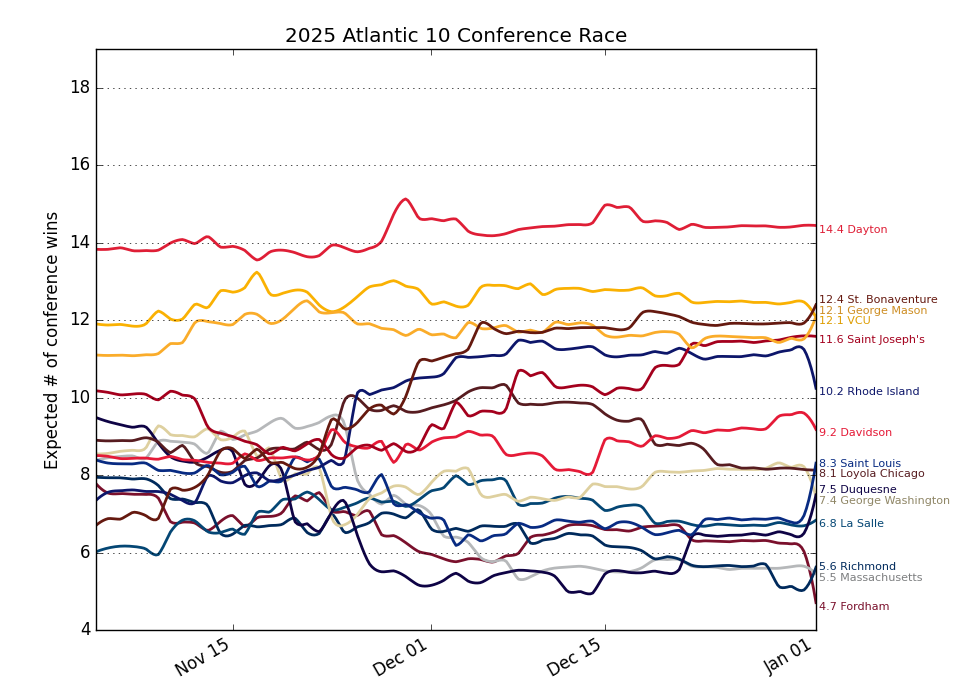 2025 Atlantic 10 Conference Race
Expected # of conference wins
18
16
14
12
10
8
6
4
Nov 15
Dec 01
Dec 15
Jan 01
14.4 Dayton
12.4 St. Bonaventure
12.1 George Mason
12.1 VCU
11.6 Saint Joseph's
10.2 Rhode Island
9.2 Davidson
8.3 Saint Louis
8.1 Loyola Chicago
7.5 Duquesne
7.4 George Washington
6.8 La Salle
5.6 Richmond
5.5 Massachusetts
4.7 Fordham